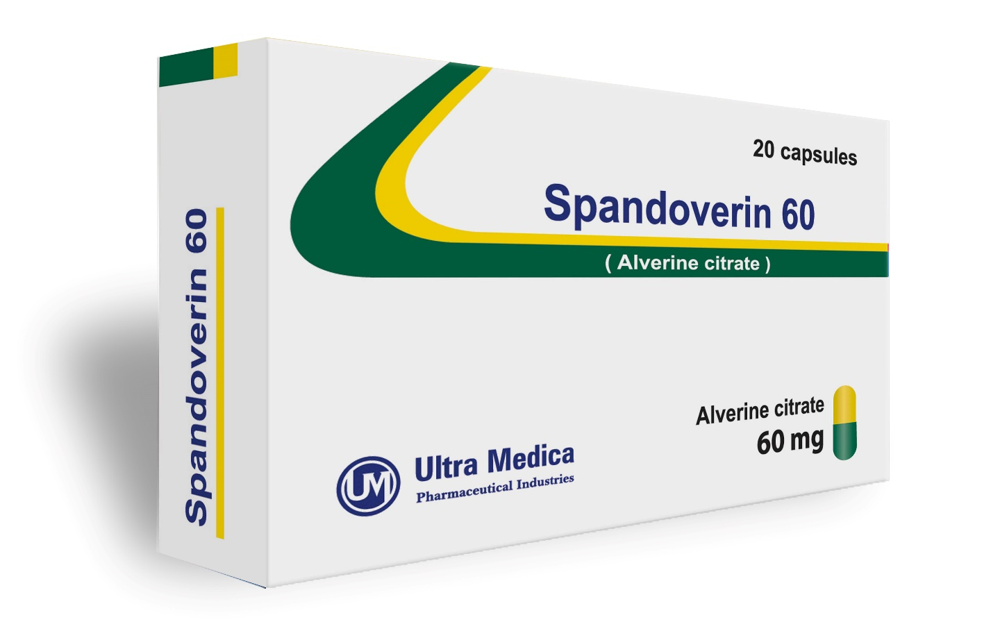 Spandoverin 60
20 capsules
Spandoverin 60
( Alverine citrate )
Alverine citrate
60 mg
UM
Ultra Medica
Pharmaceutical Industries